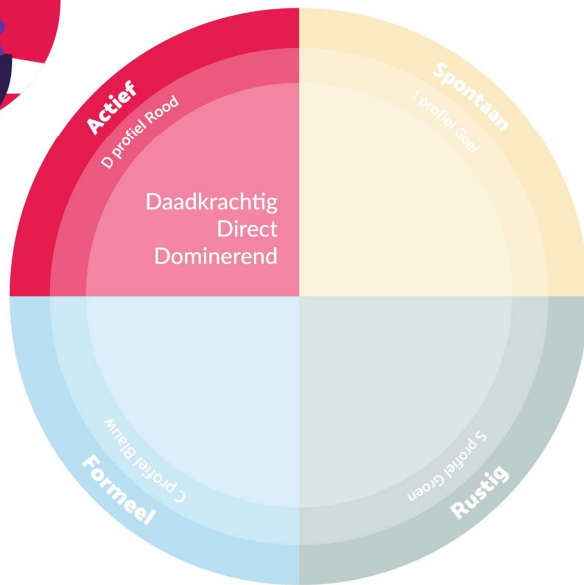 Actief
D profiel Rood
Spontaan
I profiel Geel
Daadkrachtig
Direct
Dominerend
C profiel Blauw
Formeel
S profiel Groen
Rustig